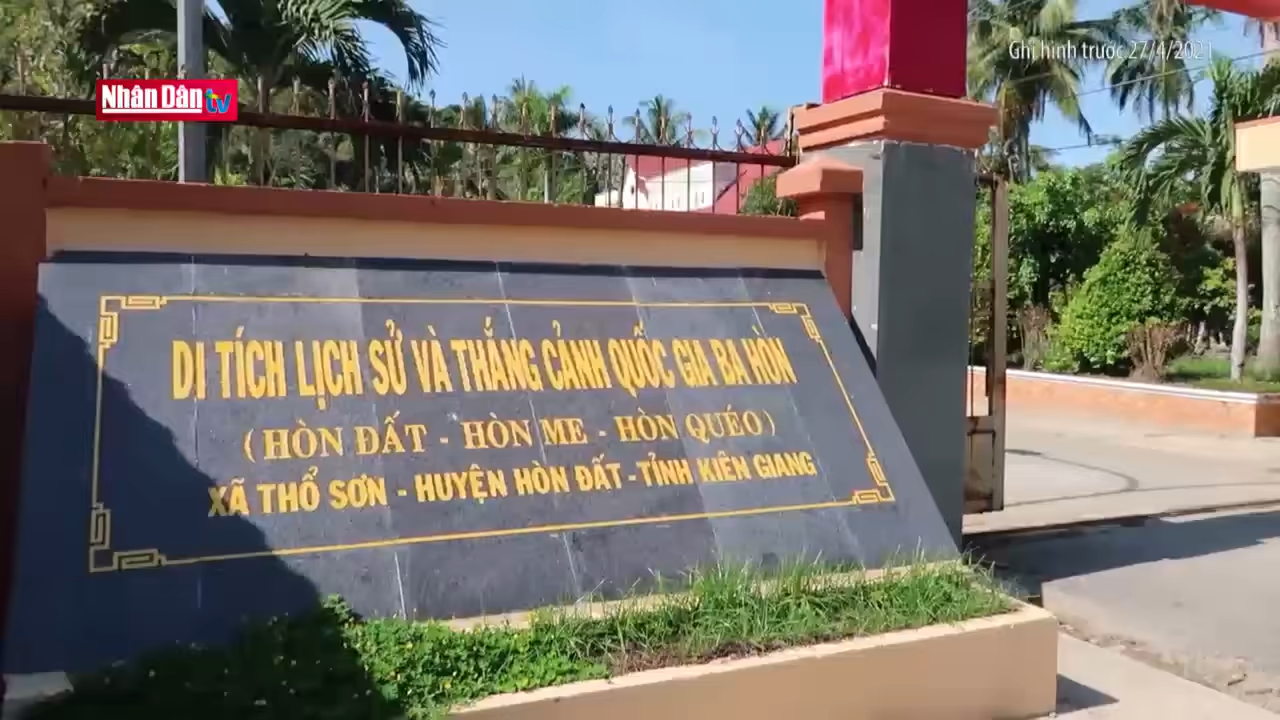 Nhân Dân tv
Ghi hình trước 27/4/2021
DI TÍCH LỊCH SỬ VÀ THẮNG CẢNH QUỐC GIA BA HÒN
(HÒN ĐẤT - HÒN ME - HÒN QUÉO)
XÃ THỔ SƠN - HUYỆN HÒN ĐẤT - TỈNH KIÊN GIANG